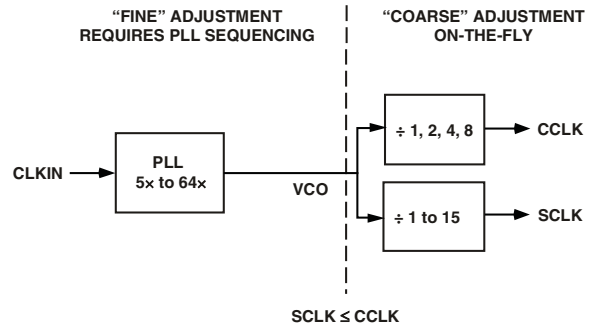 “FINE” ADJUSTMENT
REQUIRES PLL SEQUENCING
“COARSE” ADJUSTMENT
ON-THE-FLY
CLKIN
PLL
5× to 64×
VCO
÷ 1, 2, 4, 8
CCLK
÷ 1 to 15
SCLK
SCLK ≤ CCLK